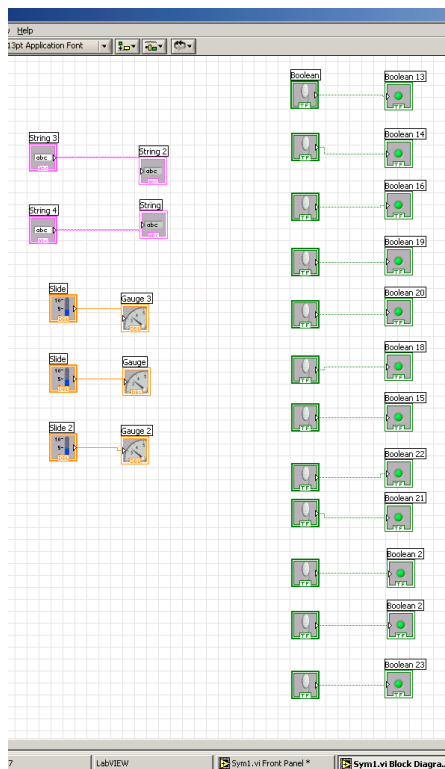 Help
13pt Application Font
Boolean
Boolean 13
Boolean 14
String 3
abc
String 2
abc
Boolean 16
String 4
abc
String
abc
Boolean 19
Slide
Gauge 3
Boolean 20
Slide
Gauge
Boolean 18
Slide 2
Gauge 2
Boolean 15
Boolean 22
Boolean 21
Boolean 2
Boolean 2
Boolean 23
TF
7
LabVIEW
Sym1.vi Front Panel *
Sym1.vi Block Diagra...